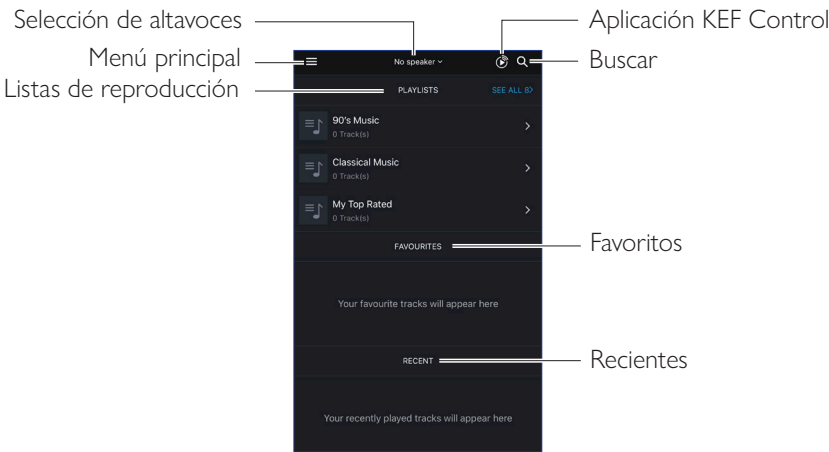 Selección de altavoces
Aplicación KEF Control
Menú principal
Buscar
Listas de reproducción
No speaker
PLAYLISTS
SEE ALL 8>
90's Music
0 Track(s)
Classical Music
0 Track(s)
My Top Rated
0 Track(s)
FAVOURITES
Favoritos
Your favourite tracks will appear here
RECENT
Recientes
Your recently played tracks will appear here